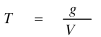 T = g / V